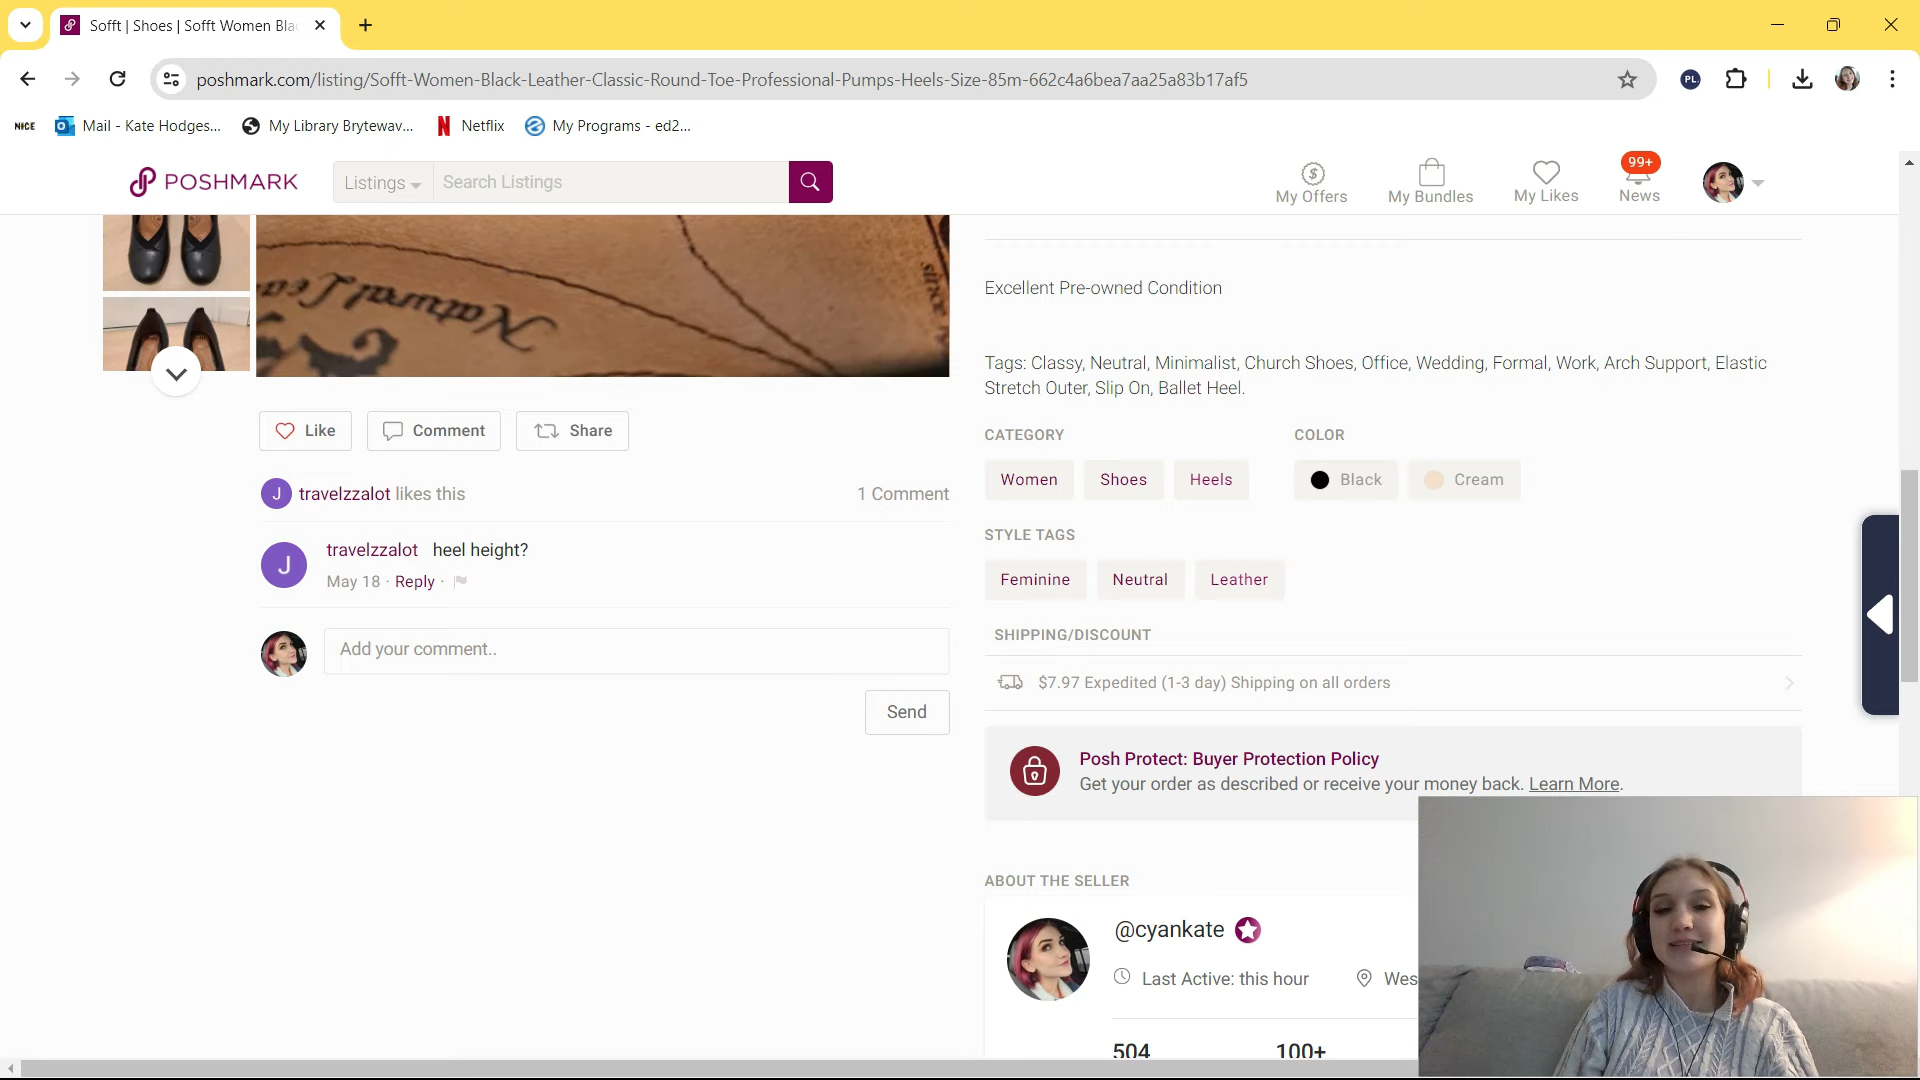 Sofft | Shoes | Sofft Women Bla
poshmark.com/listing/Sofft-Women-Black-Leather-Classic-Round-Toe-Professional-Pumps-Heels-Size-85m-662c4a6bea7aa25a83b17af5
PL
NICE
Mail - Kate Hodges...
My Library Brytewav...
Netflix
My Programs - ed2...
POSHMARK
Listings
Search Listings
My Offers
My Bundles
My Likes
99+
News
Natural Lea
Like
Comment
Share
J
travelzzalot likes this
1 Comment
J
travelzzalot heel height?
May 18 · Reply ·
Add your comment..
Send
Excellent Pre-owned Condition
Tags: Classy, Neutral, Minimalist, Church Shoes, Office, Wedding, Formal, Work, Arch Support, Elastic
Stretch Outer, Slip On, Ballet Heel.
CATEGORY
Women
Shoes
Heels
COLOR
Black
Cream
STYLE TAGS
Feminine
Neutral
Leather
SHIPPING/DISCOUNT
$7.97 Expedited (1-3 day) Shipping on all orders
Posh Protect: Buyer Protection Policy
Get your order as described or receive your money back. Learn More.
ABOUT THE SELLER
@cyankate
Last Active: this hour
Wes
504
100+